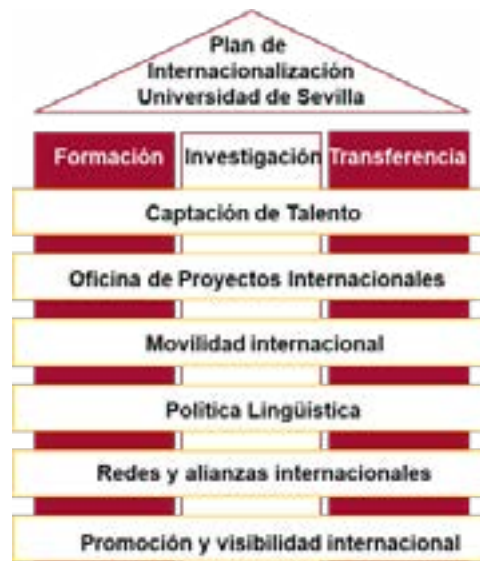 Plan de
Internacionalización
Universidad de Sevilla
Formación Investigación Transferencia
Captación de Talento
Oficina de Proyectos Internacionales
Movilidad internacional
Política Lingüística
Redes y alianzas internacionales
Promoción y visibilidad internacional